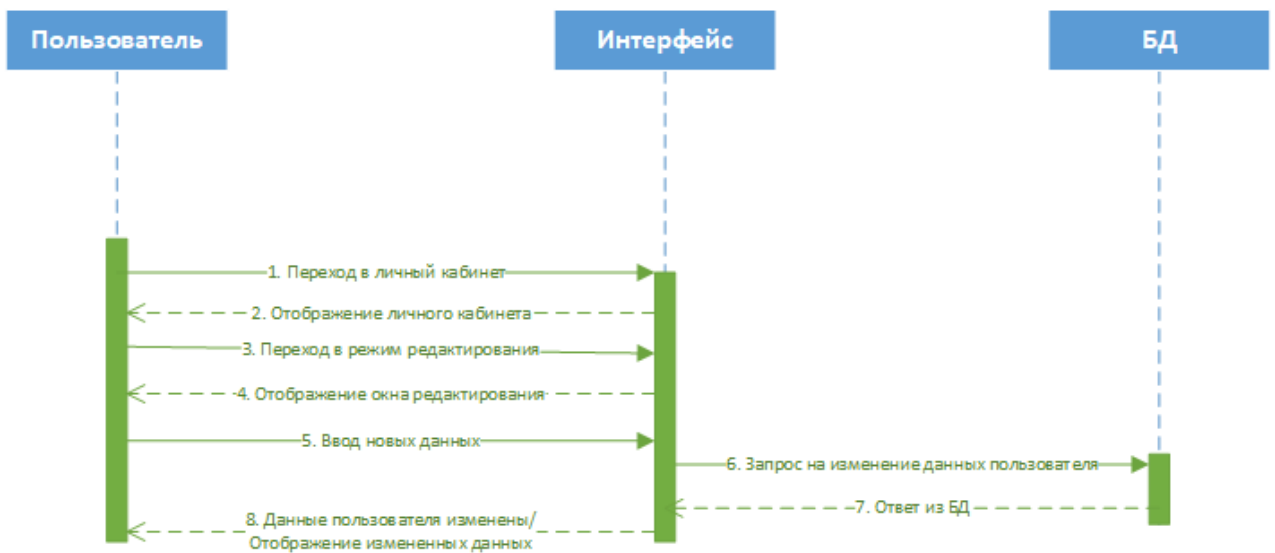 Пользователь
Интерфейс
БД
1. Переход в личный кабинет
2. Отображение личного кабинета
3. Переход в режим редактирования
4. Отображение окна редактирования
5. Ввод новых данных
6. Запрос на изменение данных пользователя
7. Ответ из БД
8. Данные пользователя изменены/
Отображение измененных данных